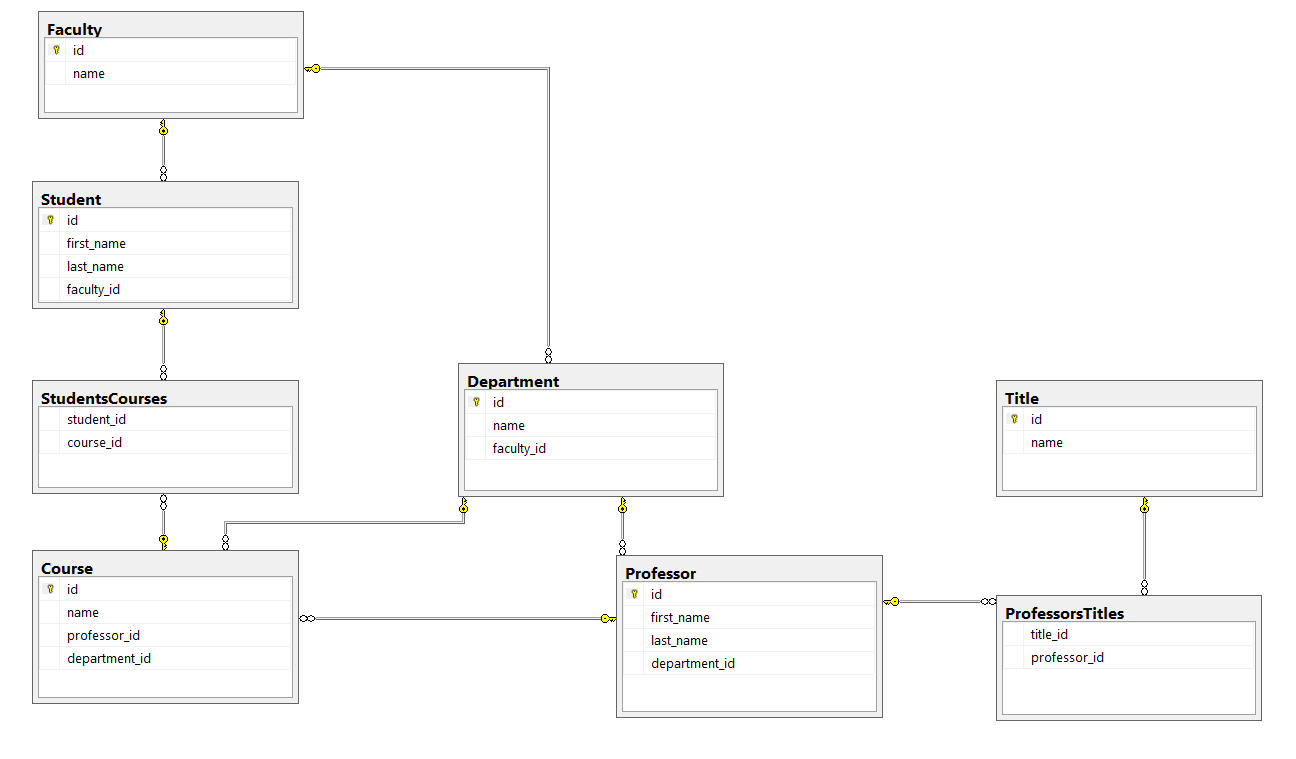 Faculty
id
name
Student
id
first_name
last_name
faculty_id
StudentsCourses
student_id
course_id
Department
id
name
faculty_id
Title
id
name
Course
id
name
professor_id
department_id
Professor
id
first_name
last_name
department_id
ProfessorsTitles
title_id
professor_id